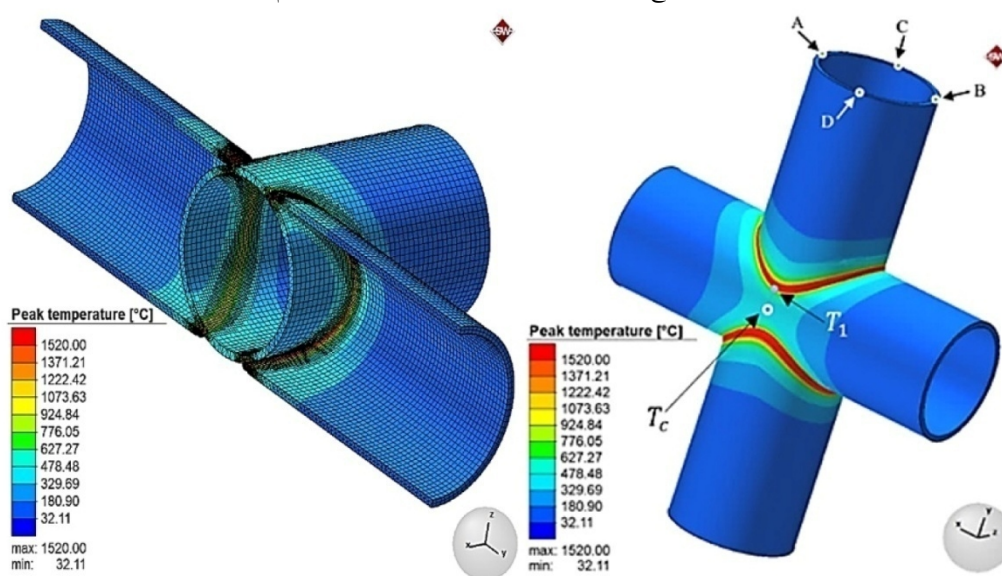 SW
Peak temperature [°C]
1520.00
1371.21
1222.42
1073.63
924.84
776.05
627.27
478.48
329.69
180.90
32.11
max: 1520.00
min: 32.11
z
x
y
A
C
SW
B
D
T₁
T_C
Peak temperature [°C]
1520.00
1371.21
1222.42
1073.63
924.84
776.05
627.27
478.48
329.69
180.90
32.11
max: 1520.00
min: 32.11
y
x
z